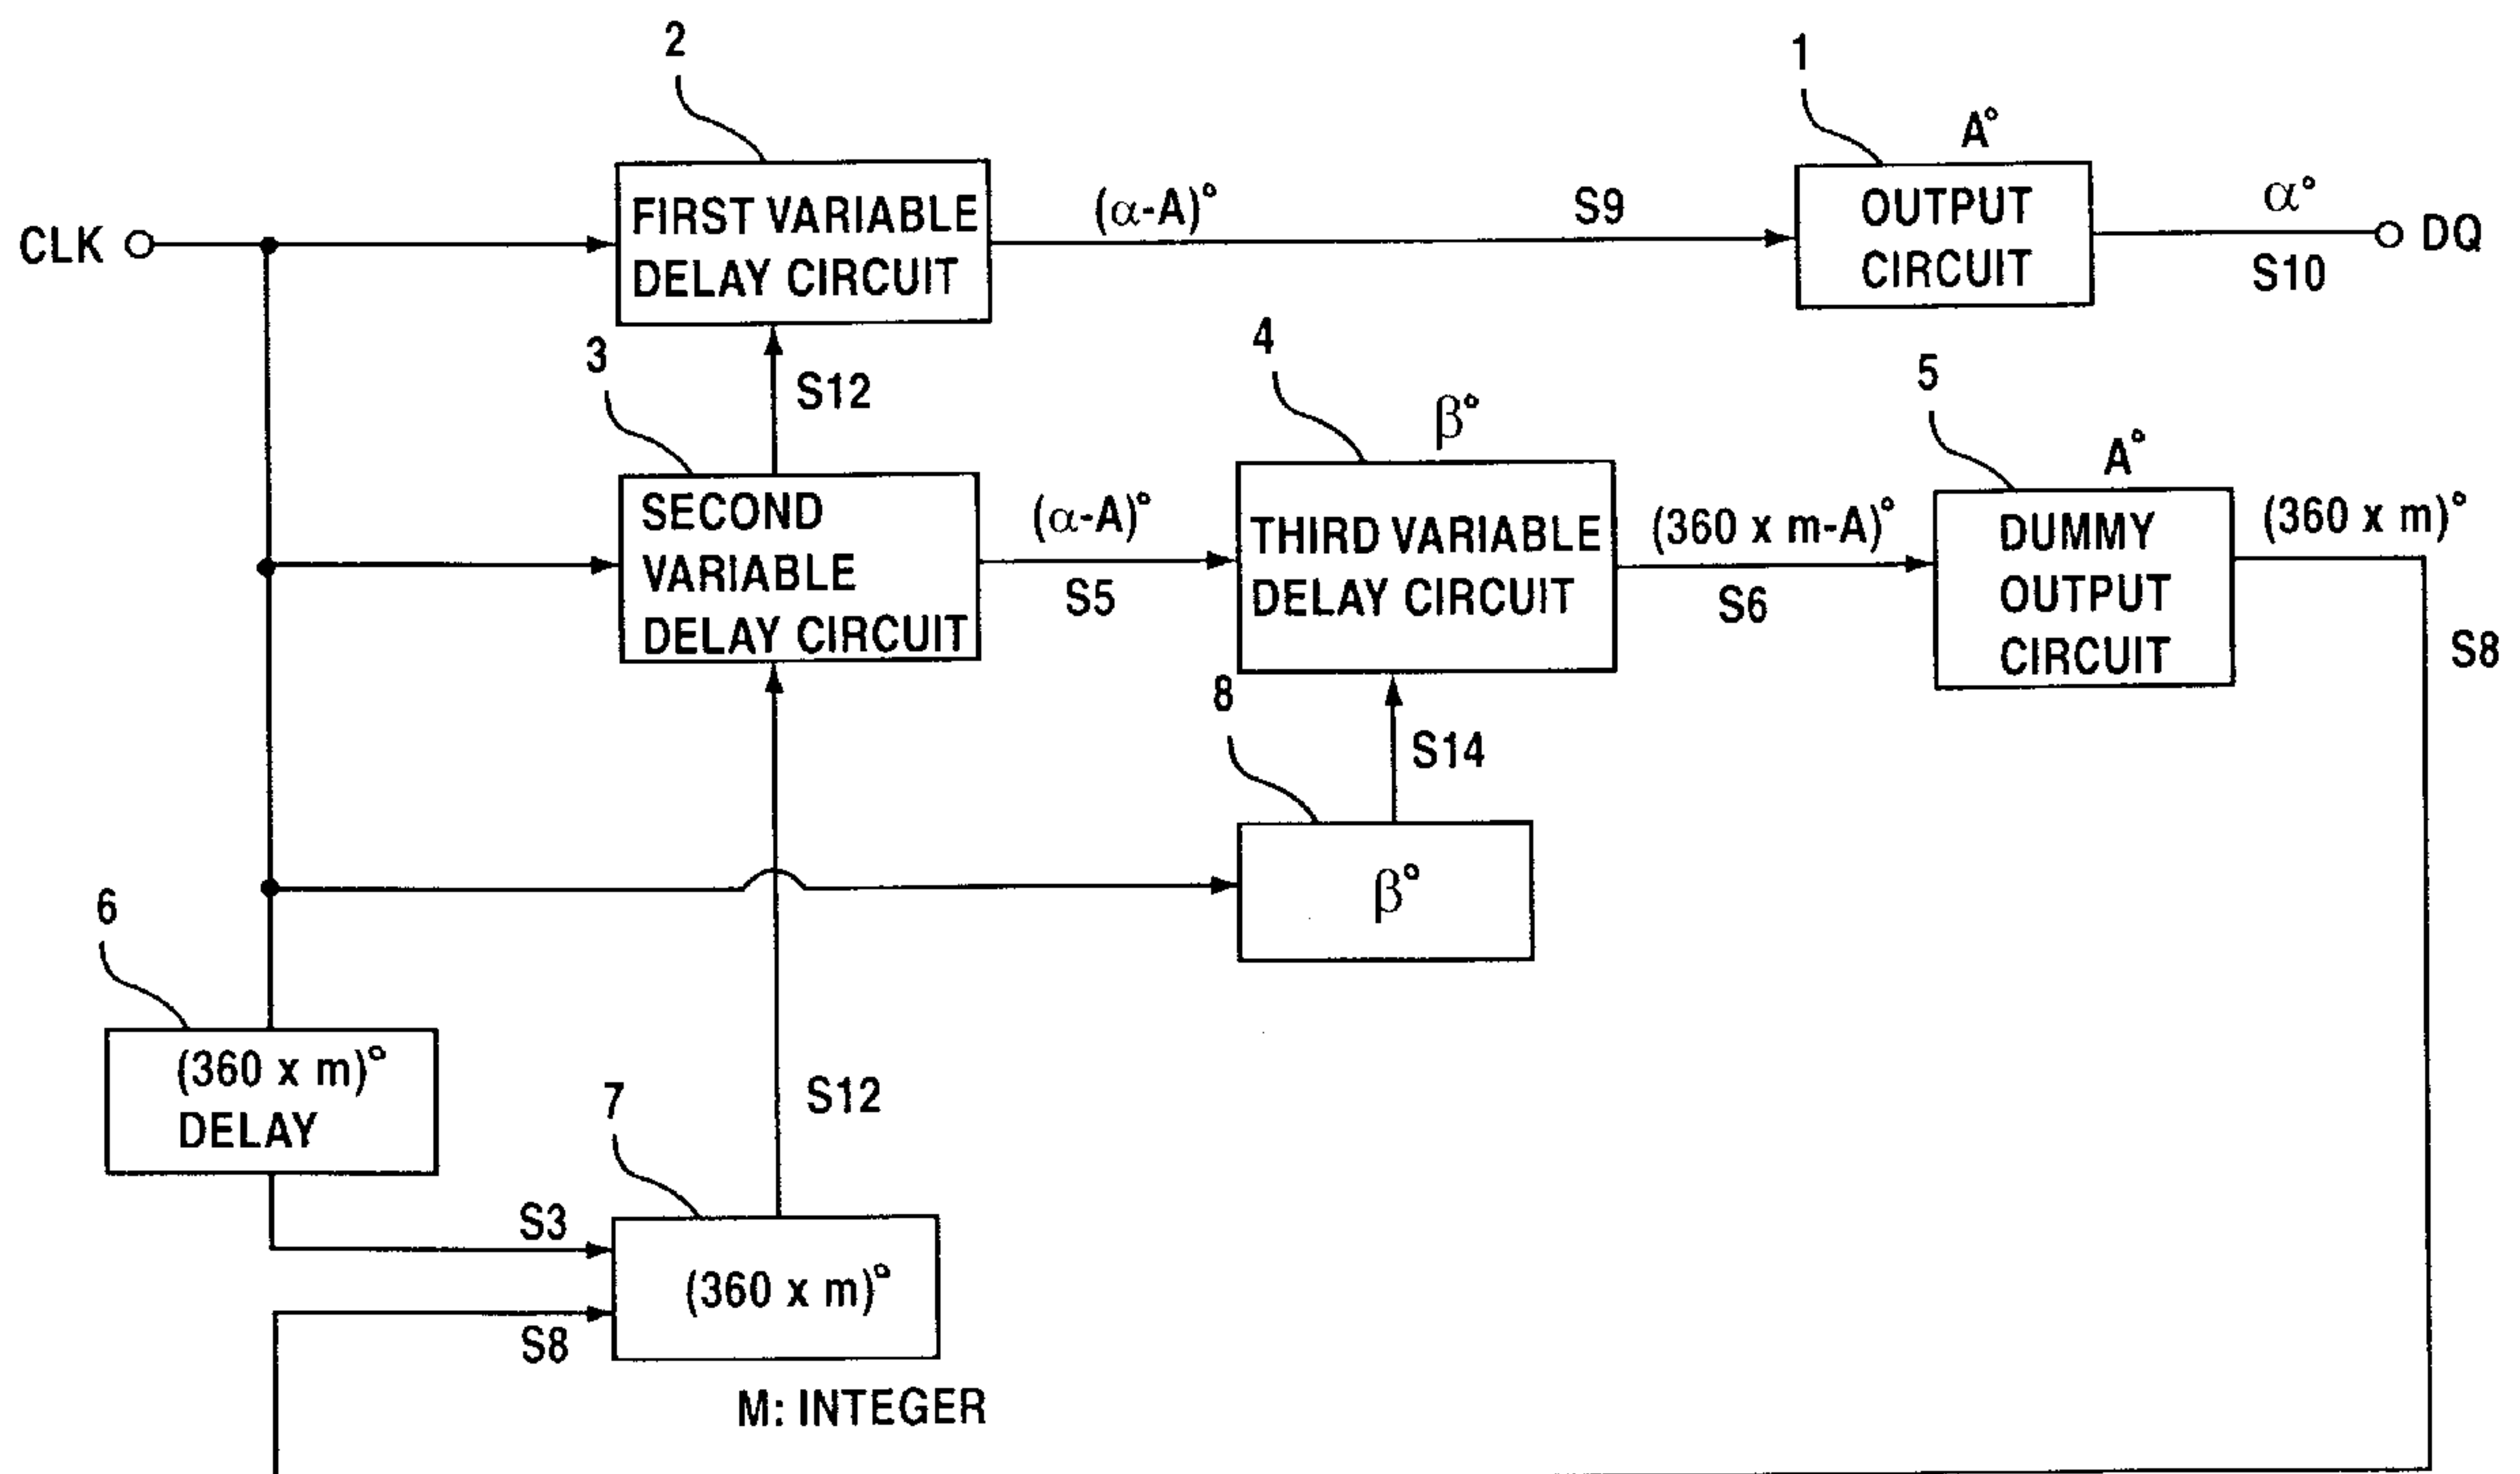 2
1
A°
FIRST VARIABLE
DELAY CIRCUIT
(α-A)°
S9
OUTPUT
CIRCUIT
α°
CLK
DQ
S10
3
S12
4
β°
5
A°
SECOND
VARIABLE
DELAY CIRCUIT
(α-A)°
S5
THIRD VARIABLE
DELAY CIRCUIT
(360 x m-A)°
S6
DUMMY
OUTPUT
CIRCUIT
(360 x m)°
S8
8
S14
β°
6
(360 x m)°
DELAY
7
S12
S3
(360 x m)°
S8
M: INTEGER